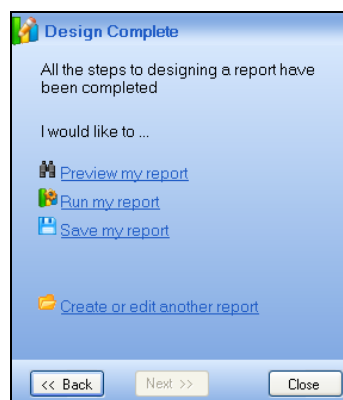 Design Complete
All the steps to designing a report have
been completed
I would like to ...
Preview my report
Run my report
Save my report
Create or edit another report
<< Back
Next >>
Close